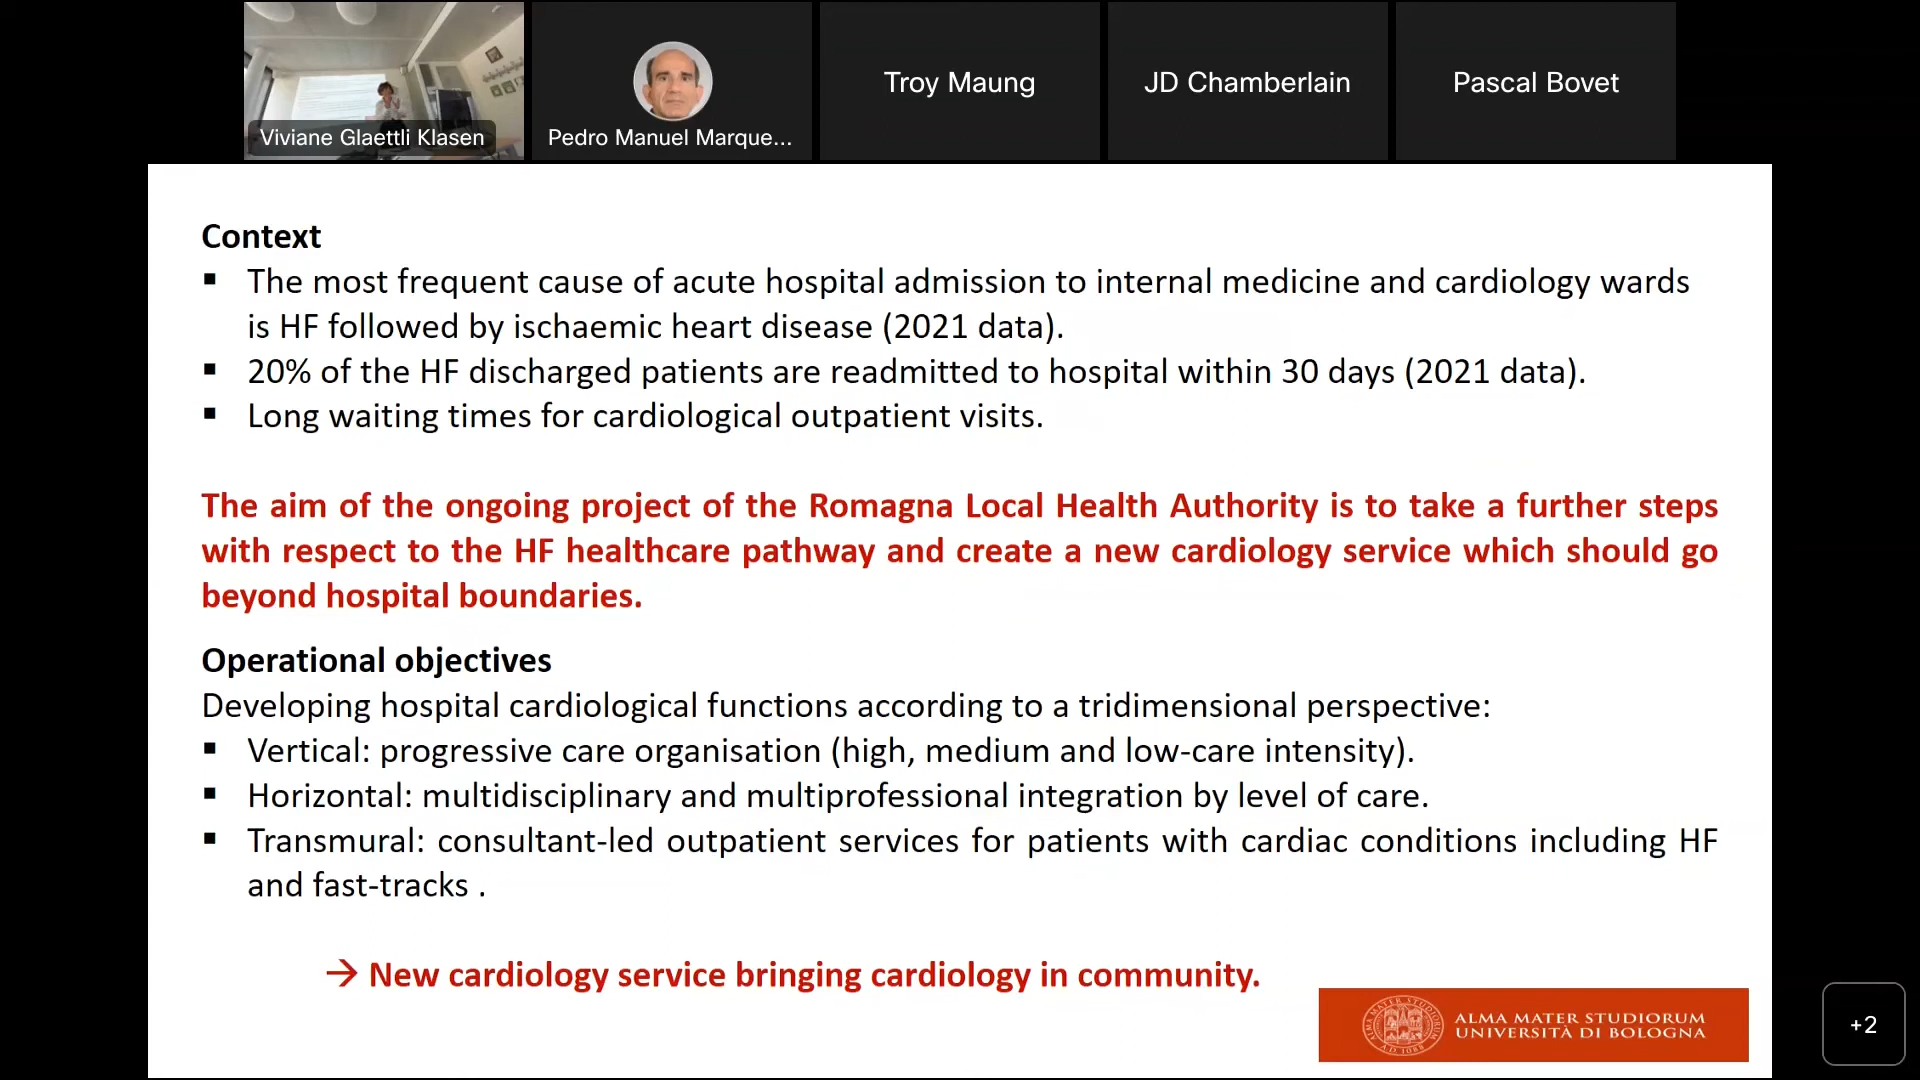 Viviane Glaettli Klasen
Pedro Manuel Marque...
Troy Maung
JD Chamberlain
Pascal Bovet
Context
▪ The most frequent cause of acute hospital admission to internal medicine and cardiology wards
is HF followed by ischaemic heart disease (2021 data).
▪ 20% of the HF discharged patients are readmitted to hospital within 30 days (2021 data).
▪ Long waiting times for cardiological outpatient visits.
The aim of the ongoing project of the Romagna Local Health Authority is to take a further steps
with respect to the HF healthcare pathway and create a new cardiology service which should go
beyond hospital boundaries.
Operational objectives
Developing hospital cardiological functions according to a tridimensional perspective:
▪ Vertical: progressive care organisation (high, medium and low-care intensity).
▪ Horizontal: multidisciplinary and multiprofessional integration by level of care.
▪ Transmural: consultant-led outpatient services for patients with cardiac conditions including HF
and fast-tracks .
→ New cardiology service bringing cardiology in community.
ALMA MATER STUDIORUM
UNIVERSITÀ DI BOLOGNA
+2